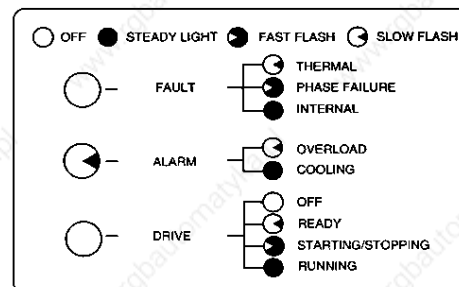 OFF STEADY LIGHT FAST FLASH SLOW FLASH
THERMAL
FAULT PHASE FAILURE
INTERNAL
OVERLOAD
ALARM
COOLING
OFF
READY
DRIVE STARTING/STOPPING
RUNNING